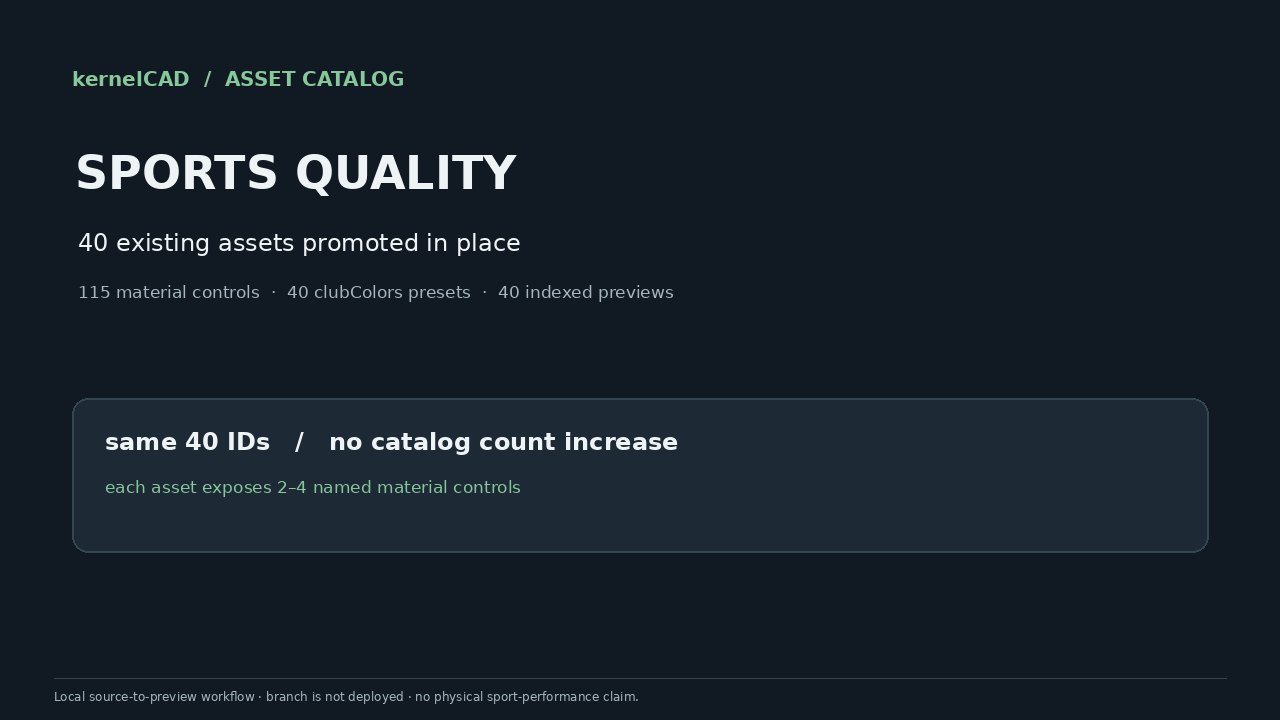 kernelCAD / ASSET CATALOG
SPORTS QUALITY
40 existing assets promoted in place
115 material controls · 40 clubColors presets · 40 indexed previews
same 40 IDs / no catalog count increase
each asset exposes 2–4 named material controls
Local source-to-preview workflow · branch is not deployed · no physical sport-performance claim.